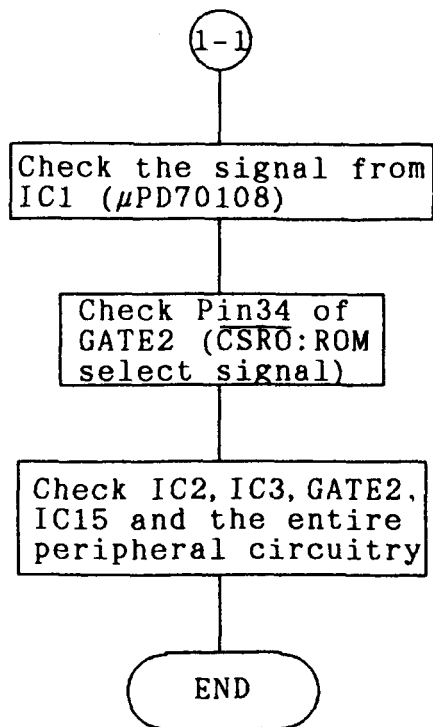 1-1
Check the signal from
IC1 (μPD70108)
Check Pin34 of
GATE2 (C̅S̅R̅O̅:ROM
select signal)
Check IC2, IC3, GATE2,
IC15 and the entire
peripheral circuitry
END